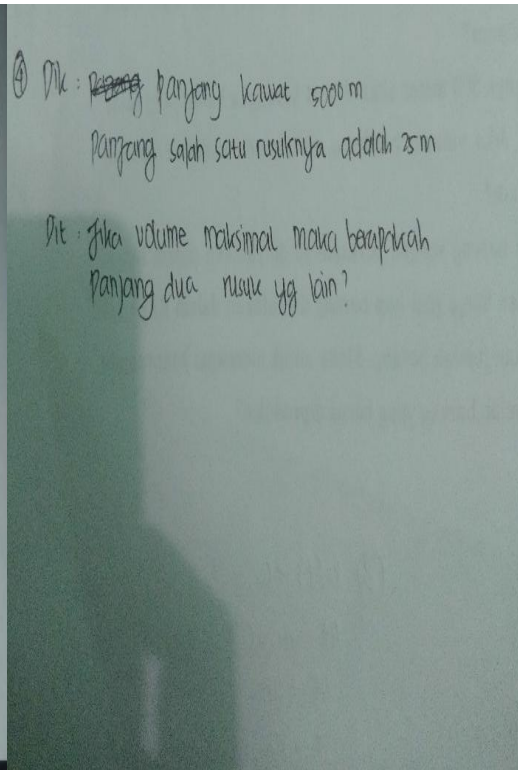 ④ Dik : panjang kawat 5000 m
panjang salah satu rusuknya adalah 25 m
Dit : Jika volume maksimal maka berapakah
panjang dua rusuk yg lain?